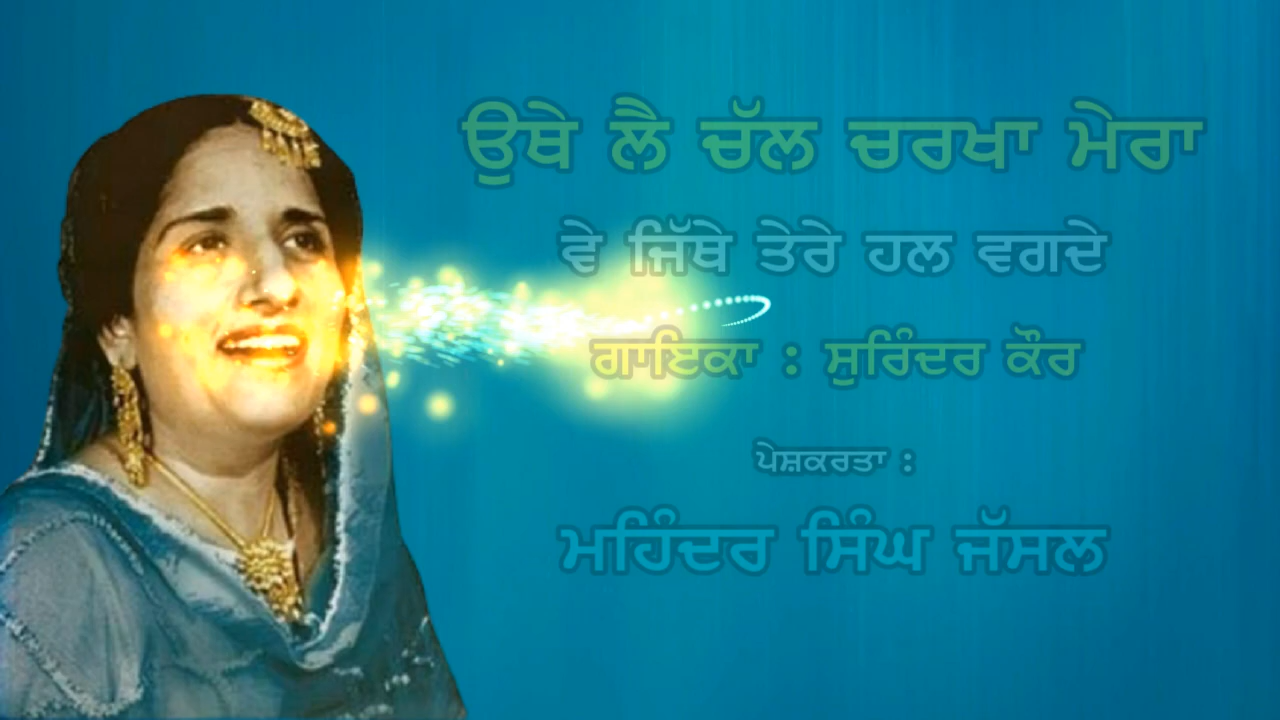 ਉਥੇ ਲੈ ਚੱਲ ਚਰਖਾ ਮੇਰਾ
ਵੇ ਜਿੱਥੇ ਤੇਰੇ ਹਲ ਵਗਦੇ
ਗਾਇਕਾ : ਸੁਰਿੰਦਰ ਕੌਰ
ਪੇਸ਼ਕਰਤਾ :
ਮਹਿੰਦਰ ਸਿੰਘ ਜੱਸਲ